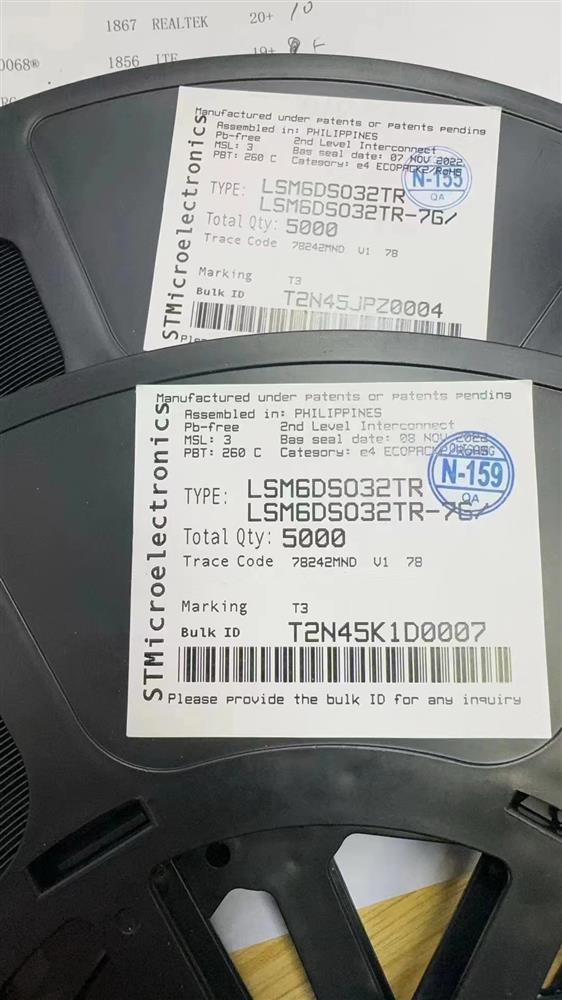 1867 REALTEK 20+ 10
0068® 1856 ITE 19+
Manufactured under patents or patents pending
Assembled in: PHILIPPINES
Pb-free 2nd Level Interconnect
MSL: 3 Bag seal date: 07 NOV 2022
PBT: 260 C Category: e4 ECOPACK2/RoHS
N-155
QA
TYPE: LSM6DSO32TR
LSM6DSO32TR-7G/
Total Qty: 5000
Trace Code 78242MND V1 78
Marking T3
Bulk ID T2N45JPZ0004
STMicroelectronics
Manufactured under patents or patents pending
Assembled in: PHILIPPINES
Pb-free 2nd Level Interconnect
MSL: 3 Bag seal date: 08 NOV
PBT: 260 C Category: e4
N-159
QA
TYPE: LSM6DSO32TR
LSM6DSO32TR-7G/
Total Qty: 5000
Trace Code 78242MND V1 78
Marking T3
Bulk ID T2N45K1D0007
STMicroelectronics
Please provide the bulk ID for any inquiry